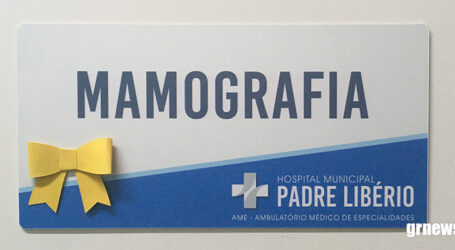 MAMOGRAFIA
HOSPITAL MUNICIPAL
PADRE LIBÉRIO
AME - AMBULATÓRIO MÉDICO DE ESPECIALIDADES
grnews